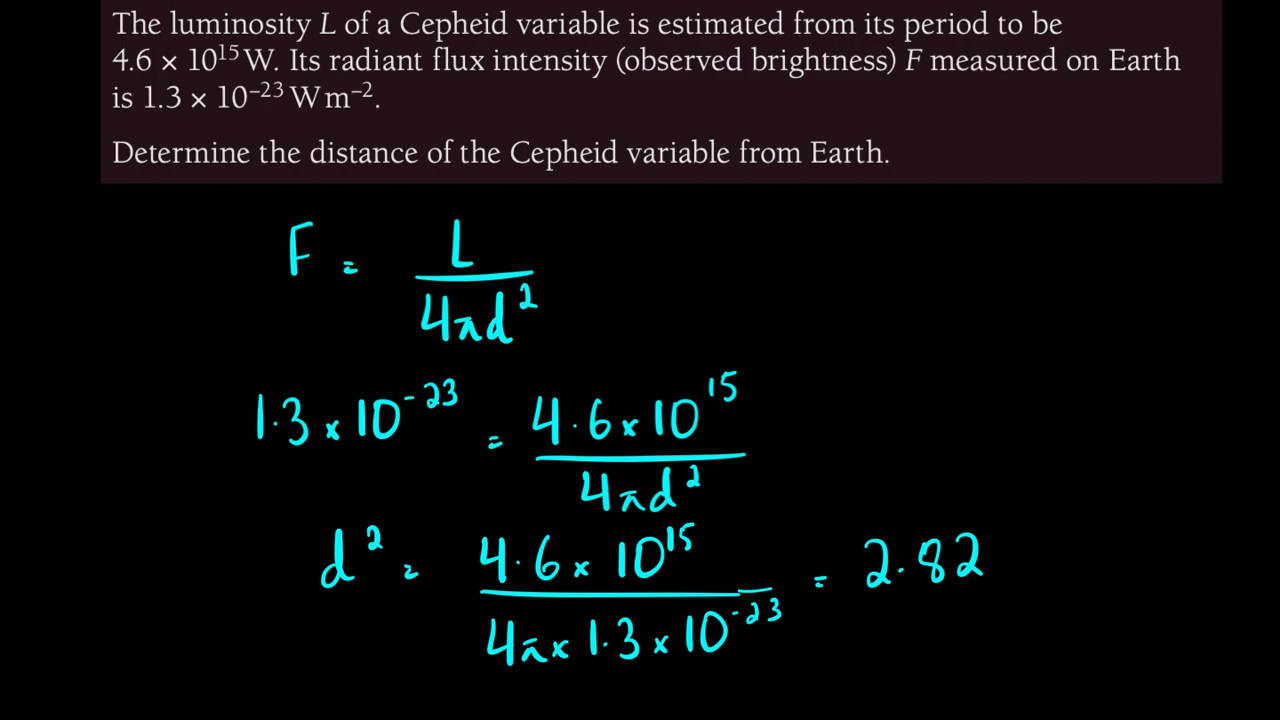 The luminosity L of a Cepheid variable is estimated from its period to be
4.6 × 10¹⁵ W. Its radiant flux intensity (observed brightness) F measured on Earth
is 1.3 × 10⁻²³ W m⁻².
Determine the distance of the Cepheid variable from Earth.
F = L / 4πd²
1.3 × 10⁻²³ = 4.6 × 10¹⁵ / 4πd²
d² = 4.6 × 10¹⁵ / 4π × 1.3 × 10⁻²³ = 2.82